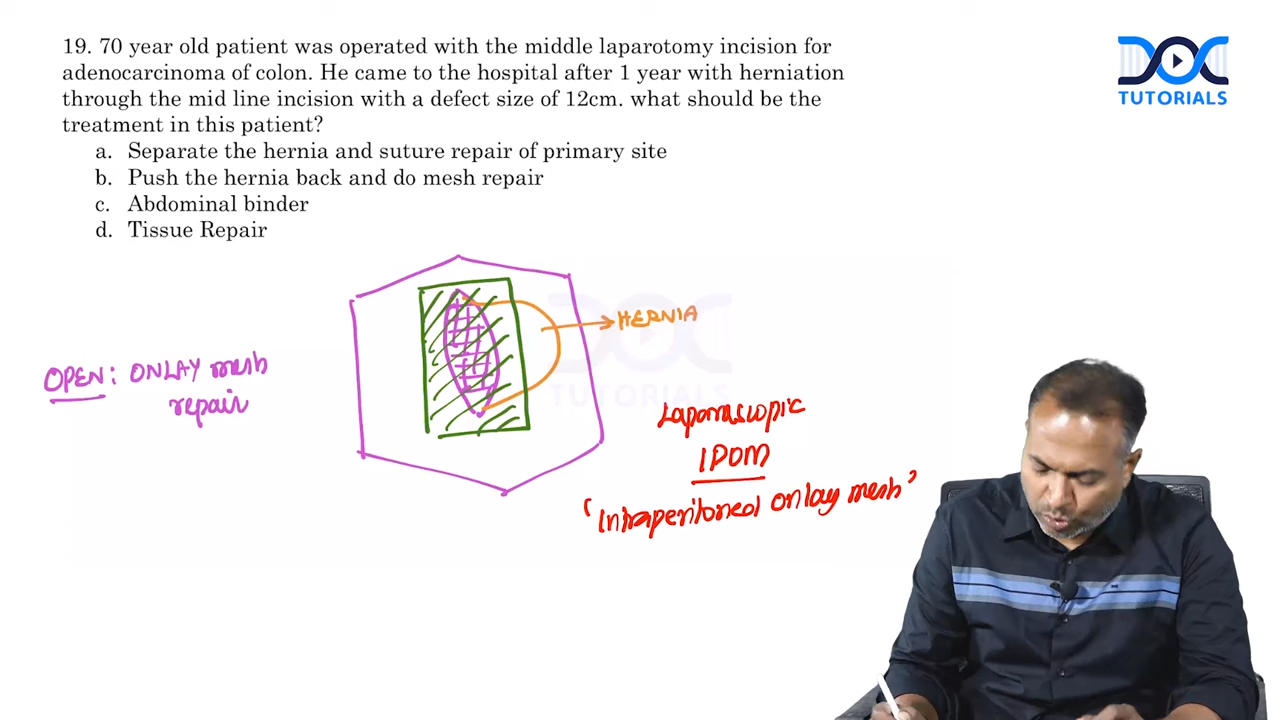 19. 70 year old patient was operated with the middle laparotomy incision for
adenocarcinoma of colon. He came to the hospital after 1 year with herniation
through the mid line incision with a defect size of 12cm. what should be the
treatment in this patient?
a. Separate the hernia and suture repair of primary site
b. Push the hernia back and do mesh repair
c. Abdominal binder
d. Tissue Repair
DOC
TUTORIALS
HERNIA
OPEN: ONLAY mesh
repair
DOC
TUTORIALS
Laparoscopic
IPOM
'Intraperitoneal onlay mesh'